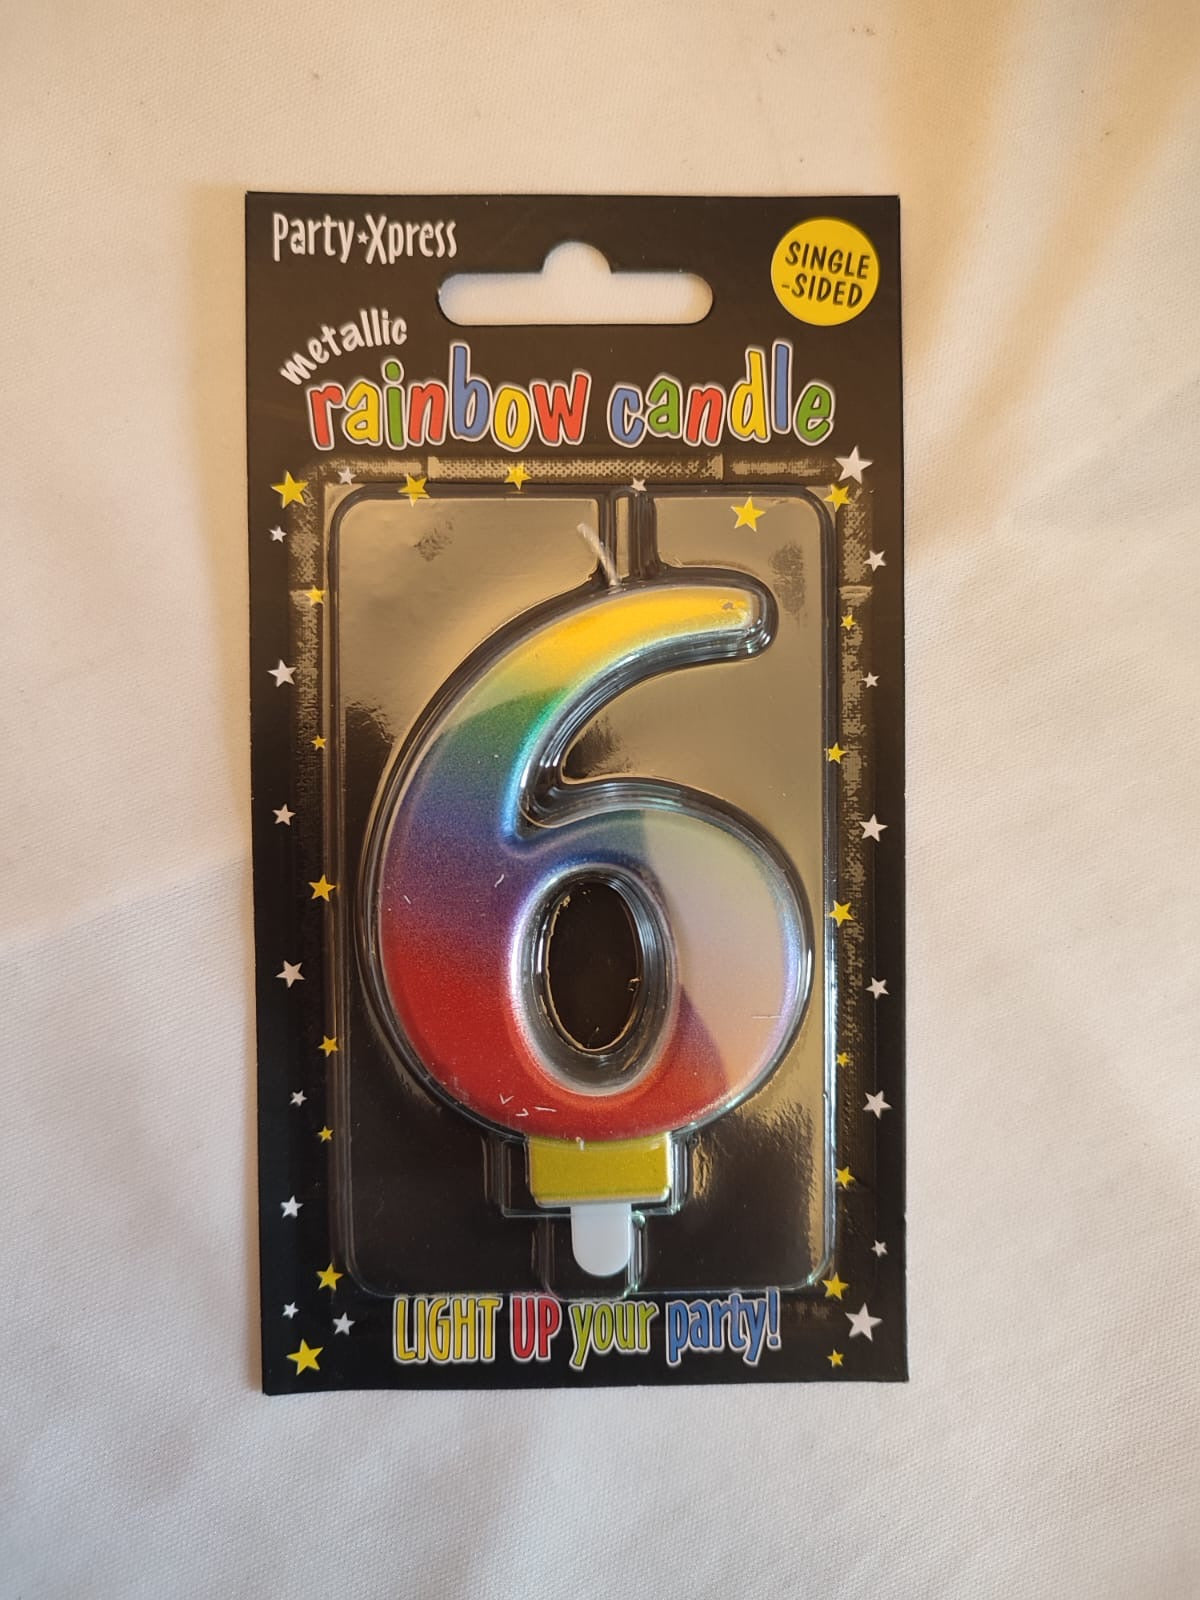 Party Xpress
SINGLE
-SIDED
metallic
rainbow candle
6
LIGHT UP your party!